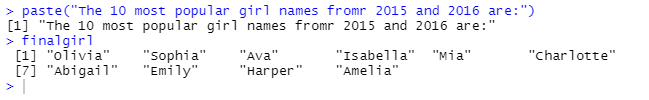 > paste("The 10 most popular girl names fromr 2015 and 2016 are:")
[1] "The 10 most popular girl names fromr 2015 and 2016 are:"
> finalgirl
 [1] "Olivia"    "Sophia"    "Ava"       "Isabella"  "Mia"       "Charlotte"
 [7] "Abigail"   "Emily"     "Harper"    "Amelia"
>